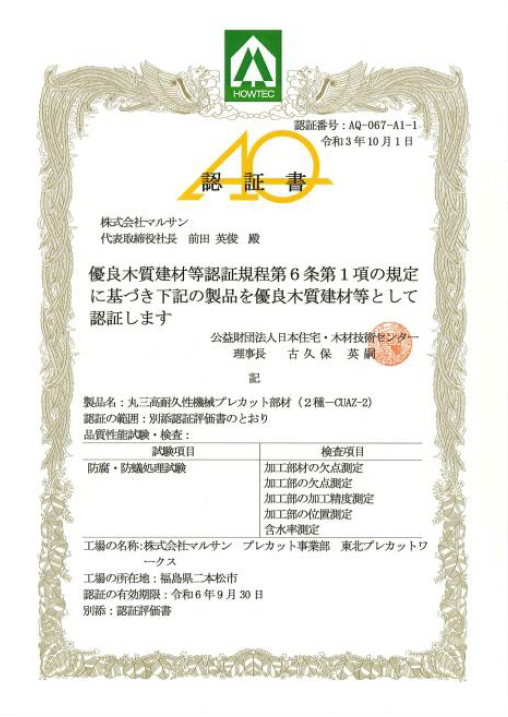 HOWTEC
認証番号：AQ-067-A1-1
令和3年10月1日
AQ
認証書
株式会社マルサン
代表取締役社長 前田 英俊 殿
優良木質建材等認証規程第6条第1項の規定
に基づき下記の製品を優良木質建材等として
認証します
公益財団法人日本住宅・木材技術センター
理事長 古久保 英嗣
記
製品名：丸三高耐久性機械プレカット部材（2種－CUAZ-2）
認証の範囲：別添認証評価書のとおり
品質性能試験・検査：
試験項目 検査項目
防腐・防蟻処理試験 加工部材の欠点測定
加工部の欠点測定
加工部の加工精度測定
加工部の位置測定
含水率測定
工場の名称:株式会社マルサン プレカット事業部 東北プレカットワ
ークス
工場の所在地：福島県二本松市
認証の有効期限：令和6年9月30日
別添：認証評価書